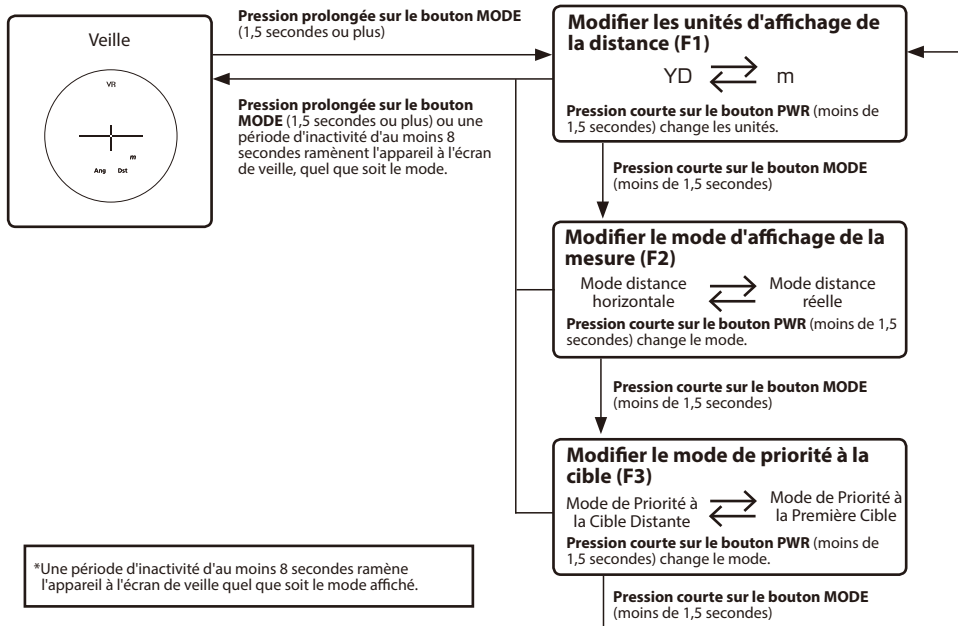 Veille
VR
m
Ang Dst
Pression prolongée sur le bouton MODE
(1,5 secondes ou plus)
Pression prolongée sur le bouton
MODE (1,5 secondes ou plus) ou une
période d'inactivité d'au moins 8
secondes ramènent l'appareil à l'écran
de veille, quel que soit le mode.
Modifier les unités d'affichage de
la distance (F1)
YD m
Pression courte sur le bouton PWR (moins de
1,5 secondes) change les unités.
Pression courte sur le bouton MODE
(moins de 1,5 secondes)
Modifier le mode d'affichage de la
mesure (F2)
Mode distance
horizontale
Mode distance
réelle
Pression courte sur le bouton PWR (moins de 1,5
secondes) change le mode.
Pression courte sur le bouton MODE
(moins de 1,5 secondes)
Modifier le mode de priorité à la
cible (F3)
Mode de Priorité à
la Cible Distante
Mode de Priorité à
la Première Cible
Pression courte sur le bouton PWR (moins de
1,5 secondes) change le mode.
Pression courte sur le bouton MODE
(moins de 1,5 secondes)
*Une période d'inactivité d'au moins 8 secondes ramène
l'appareil à l'écran de veille quel que soit le mode affiché.